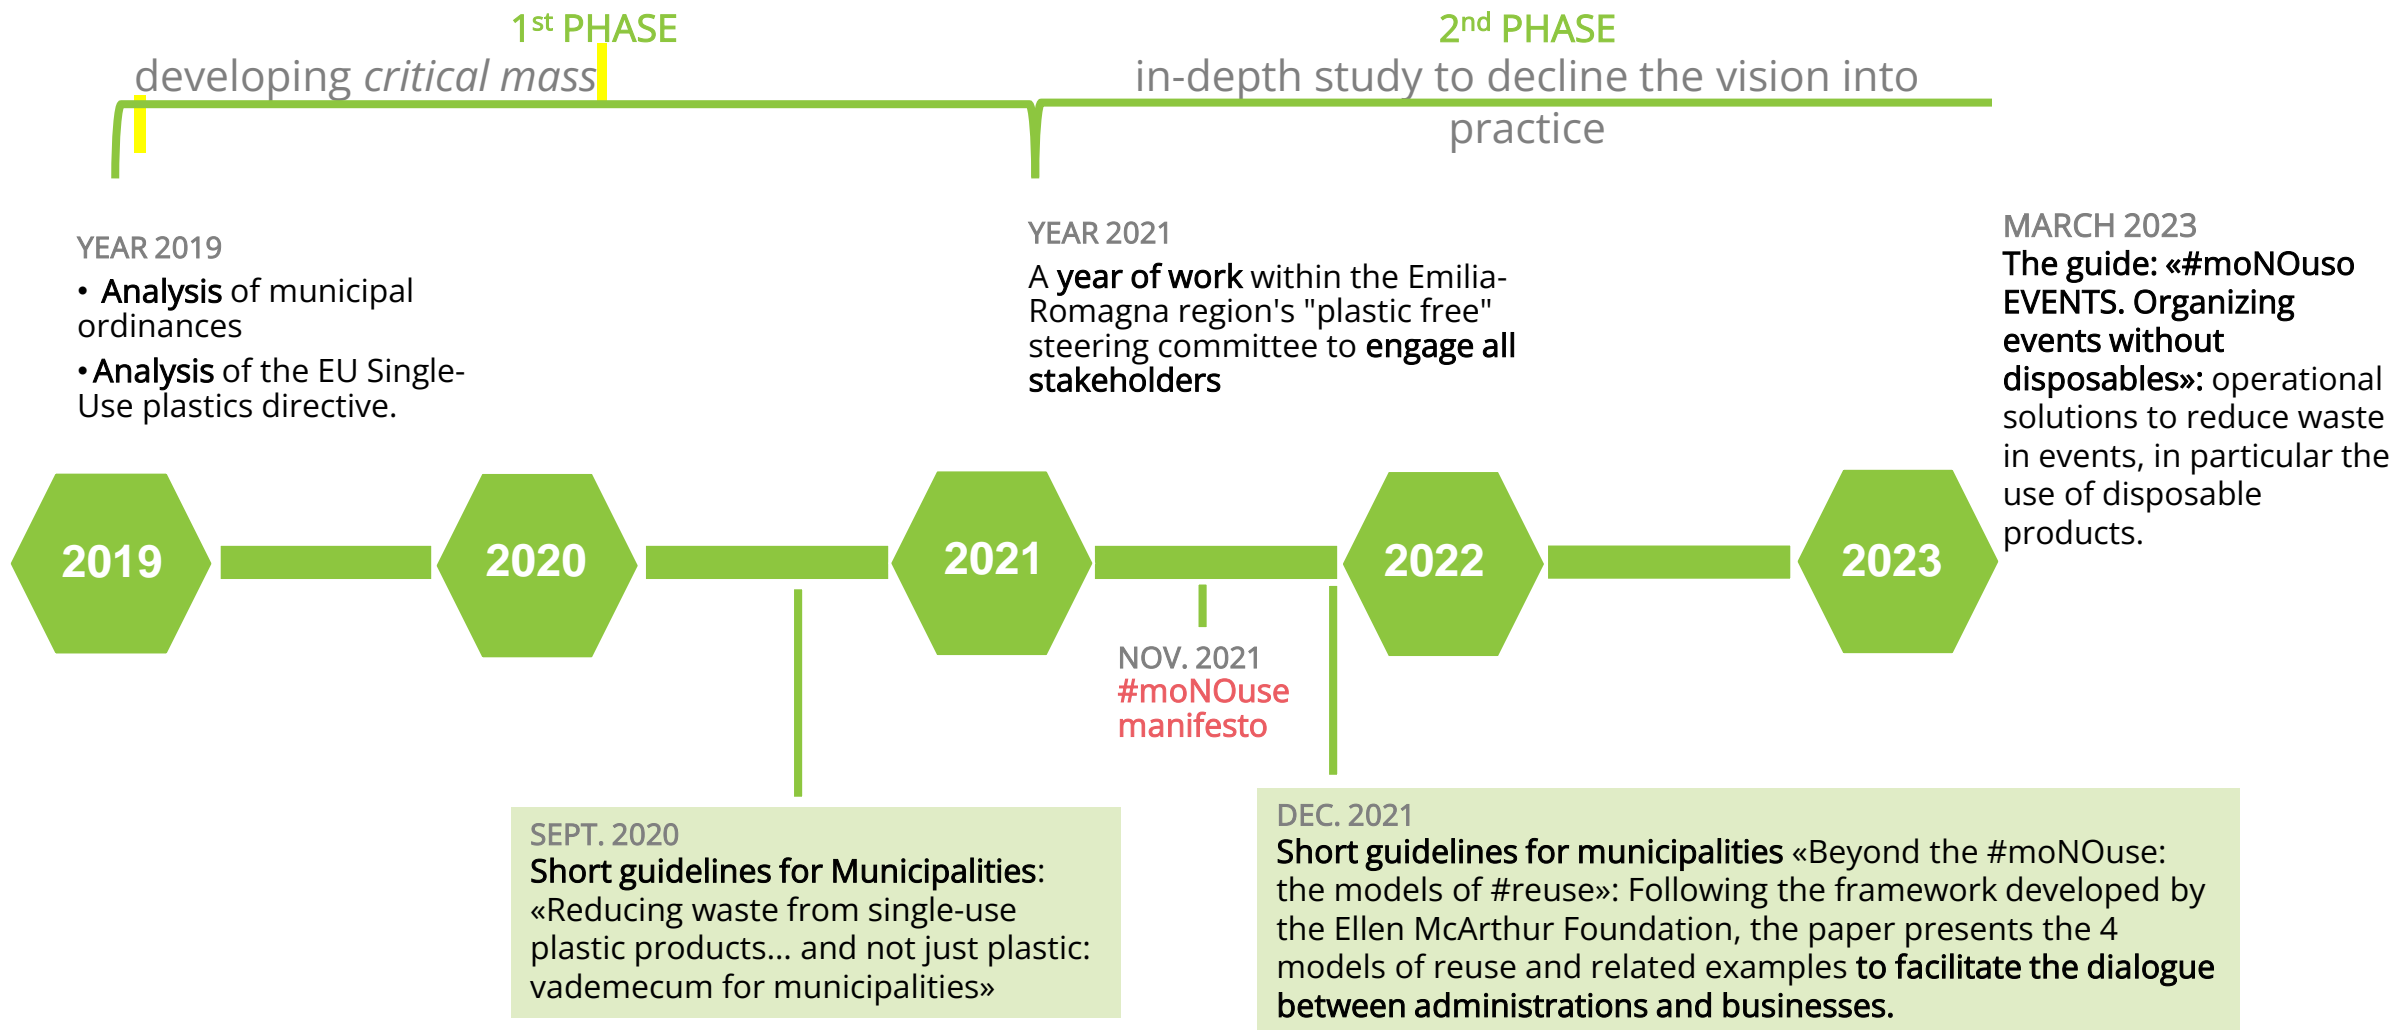 1st PHASE
developing critical mass
2nd PHASE
in-depth study to decline the vision into
practice
YEAR 2019
• Analysis of municipal
ordinances
• Analysis of the EU Single-
Use plastics directive.
YEAR 2021
A year of work within the Emilia-
Romagna region's "plastic free"
steering committee to engage all
stakeholders
MARCH 2023
The guide: «#moNOuso
EVENTS. Organizing
events without
disposables»: operational
solutions to reduce waste
in events, in particular the
use of disposable
products.
2019
2020
2021
2022
2023
NOV. 2021
#moNOuse
manifesto
SEPT. 2020
Short guidelines for Municipalities:
«Reducing waste from single-use
plastic products... and not just plastic:
vademecum for municipalities»
DEC. 2021
Short guidelines for municipalities «Beyond the #moNOuse:
the models of #reuse»: Following the framework developed by
the Ellen McArthur Foundation, the paper presents the 4
models of reuse and related examples to facilitate the dialogue
between administrations and businesses.